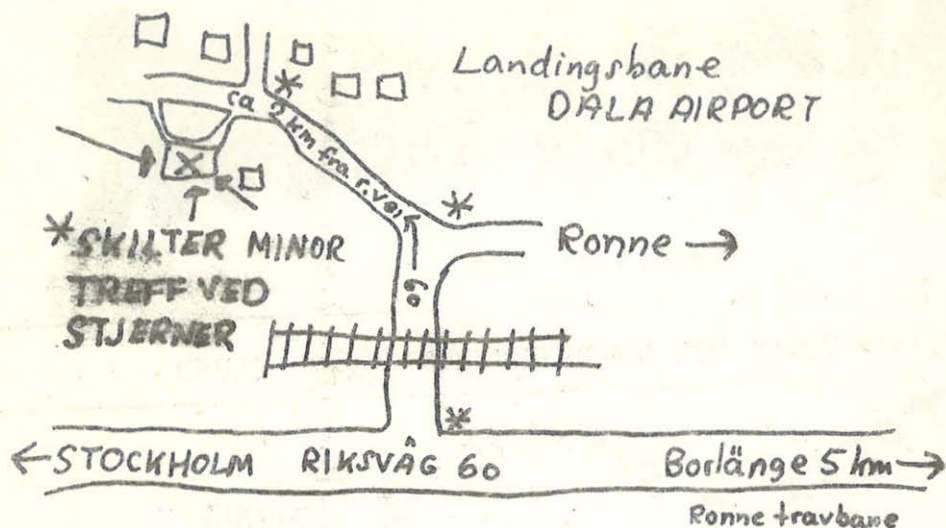 Landingsbane
DALA AIRPORT
ca 2 km fra r.vei
* SKILTER MINOR
TREFF VED
STJERNER
Ronne →
60
← STOCKHOLM RIKSVÄG 60 Borlänge 5 km →
Ronne travbane